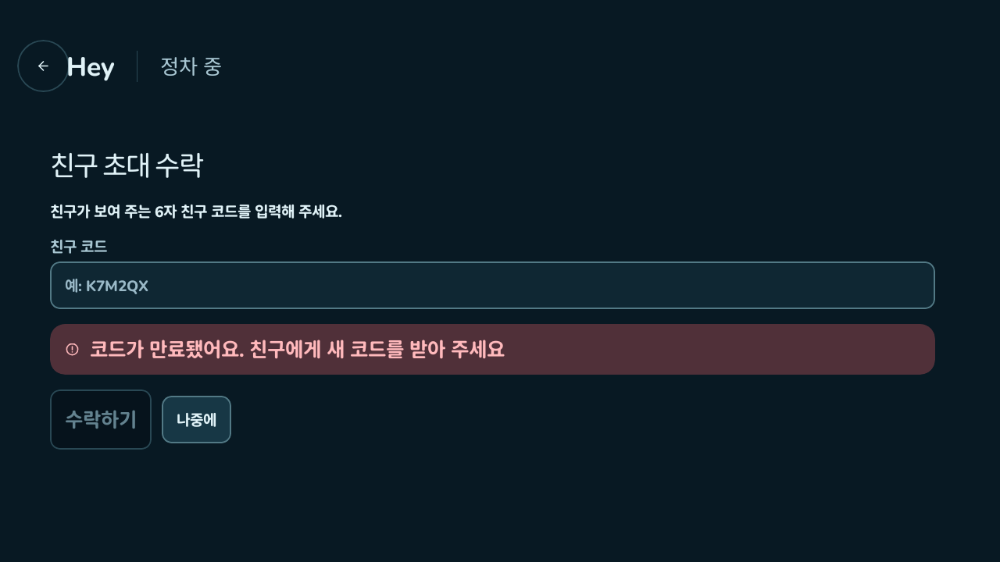 Hey
정차 중
친구 초대 수락
친구가 보여 주는 6자 친구 코드를 입력해 주세요.
친구 코드
예: K7M2QX
코드가 만료됐어요. 친구에게 새 코드를 받아 주세요
수락하기
나중에